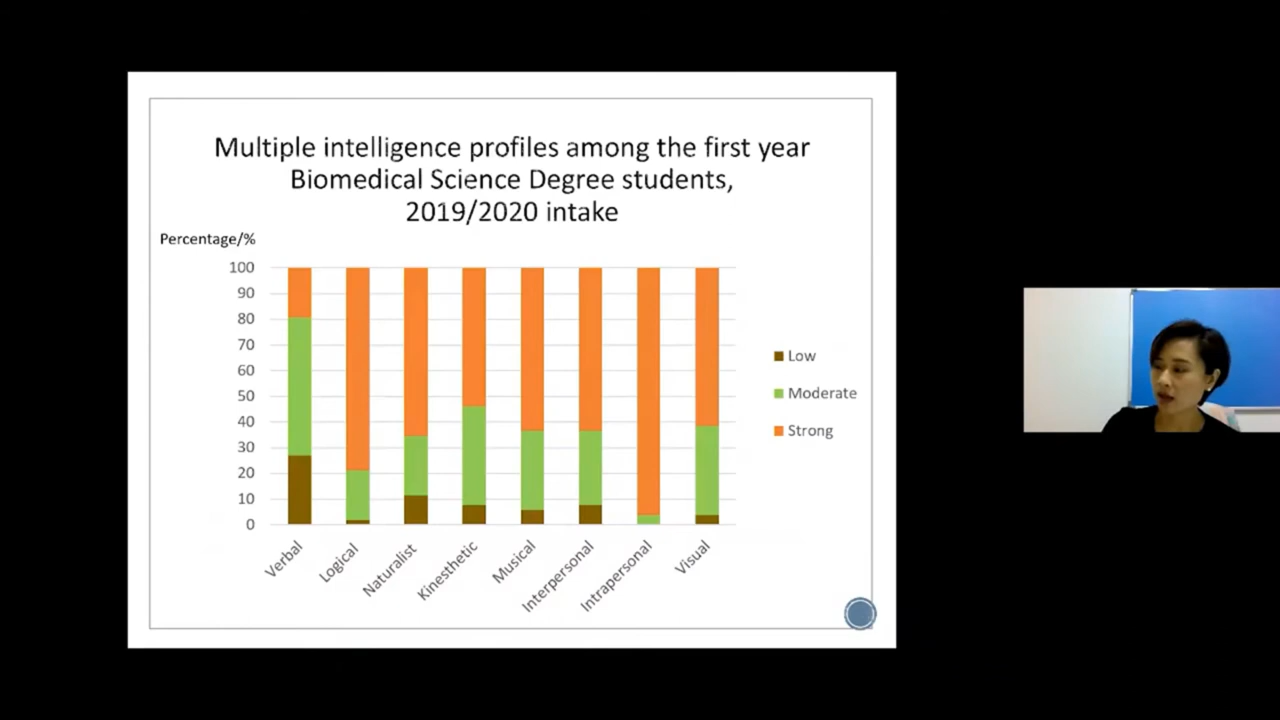 Multiple intelligence profiles among the first year
Biomedical Science Degree students,
2019/2020 intake
Percentage/%
100
90
80
70
60
50
40
30
20
10
0
Verbal
Logical
Naturalist
Kinesthetic
Musical
Interpersonal
Intrapersonal
Visual
Low
Moderate
Strong